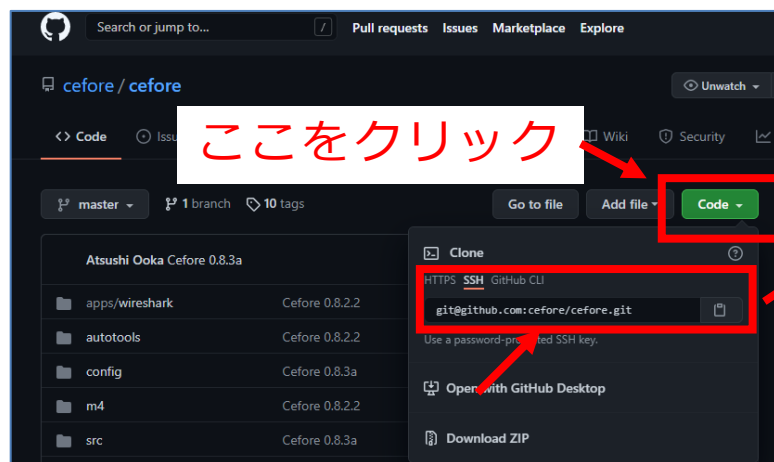 Search or jump to... /
Pull requests Issues Marketplace Explore
cefore / cefore
Unwatch
ここをクリック
<> Code
Wiki
Security
master
1 branch
10 tags
Go to file
Add file
Code
Atsushi Ooka Cefore 0.8.3a
Clone
HTTPS SSH GitHub CLI
apps/wireshark Cefore 0.8.2.2
git@github.com:cefore/cefore.git
autotools Cefore 0.8.2.2
Use a password-protected SSH key.
config Cefore 0.8.3a
Open with GitHub Desktop
m4 Cefore 0.8.2.2
src Cefore 0.8.3a
Download ZIP